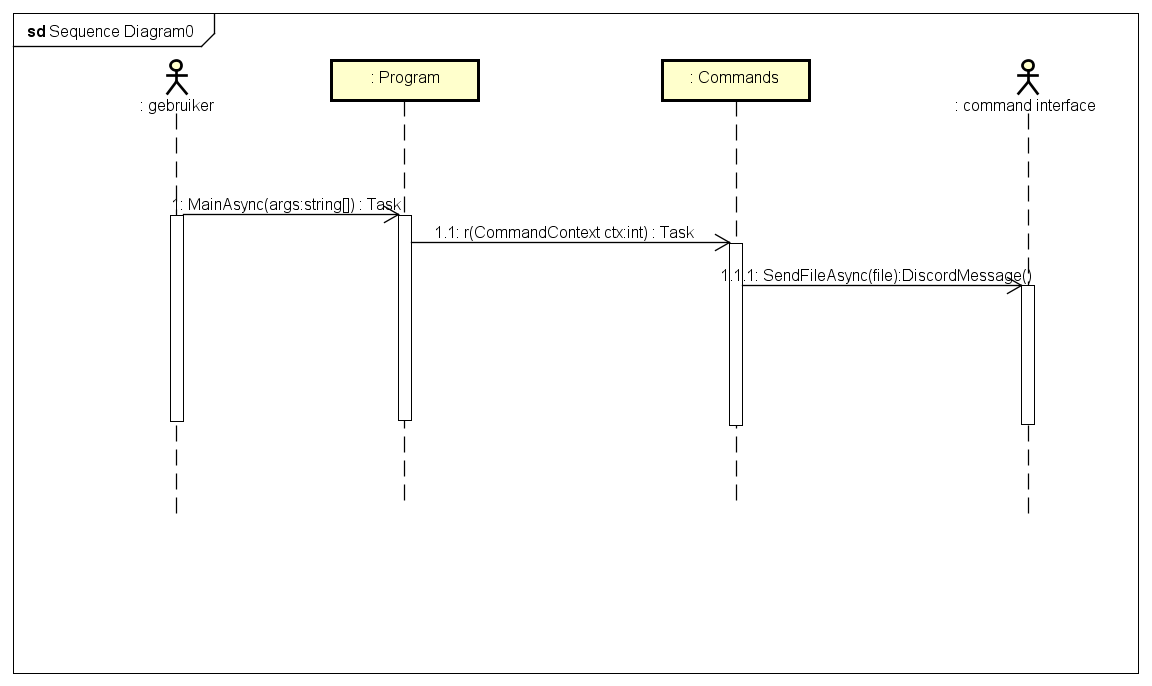 sd Sequence Diagram0
: gebruiker
: Program
: Commands
: command interface
1: MainAsync(args:string[]) : Task
1.1: r(CommandContext ctx:int) : Task
1.1.1: SendFileAsync(file):DiscordMessage()